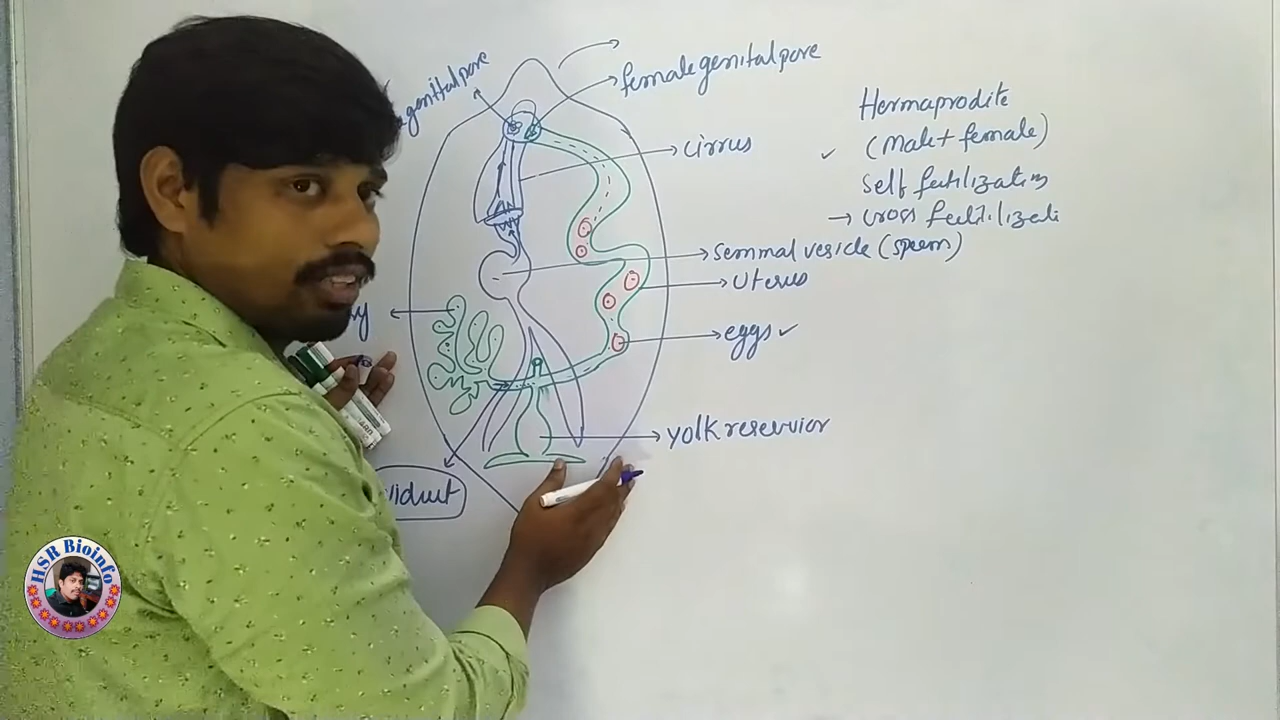 genital pore
female genital pore
cirrus
Hermaprodite
(Male + female)
self fertilization
→ cross fertilizati
semmal vesicle (sperm)
uterus
eggs ✓
yolk reservior
viduct
HSR Bioinfo